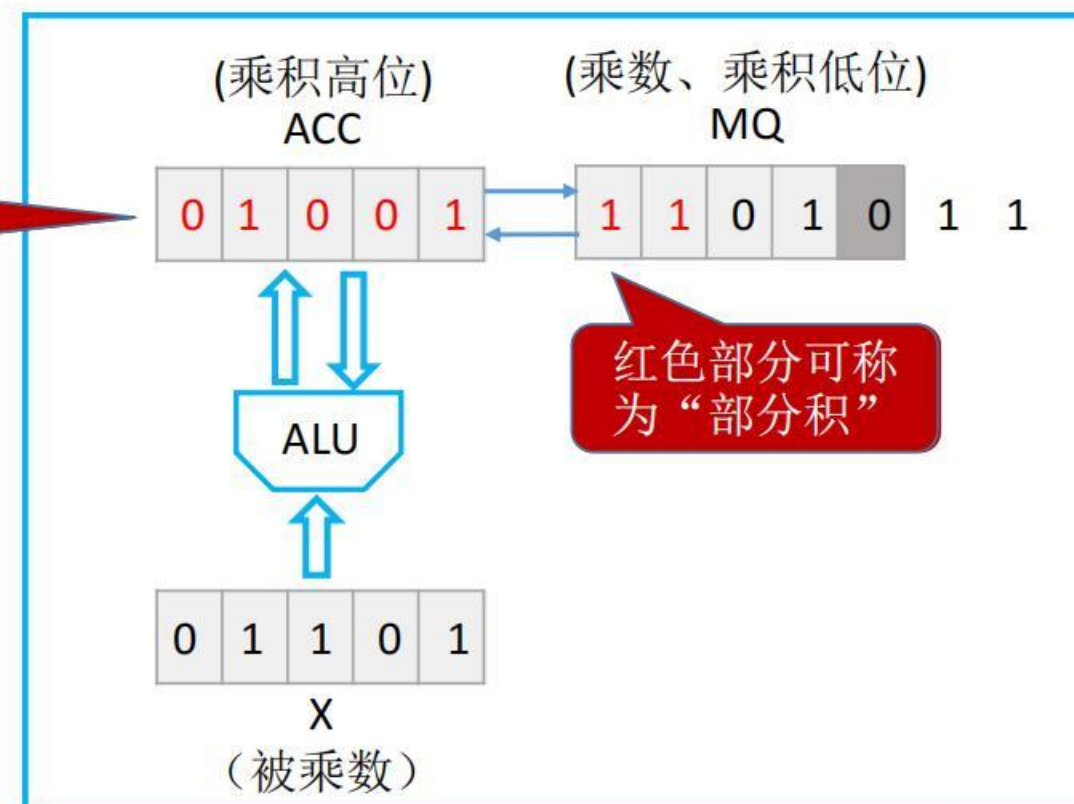 (乘积高位)
ACC
(乘数、乘积低位)
MQ
0 1 0 0 1
1 1 0 1 0 1 1
红色部分可称
为“部分积”
ALU
0 1 1 0 1
X
（被乘数）